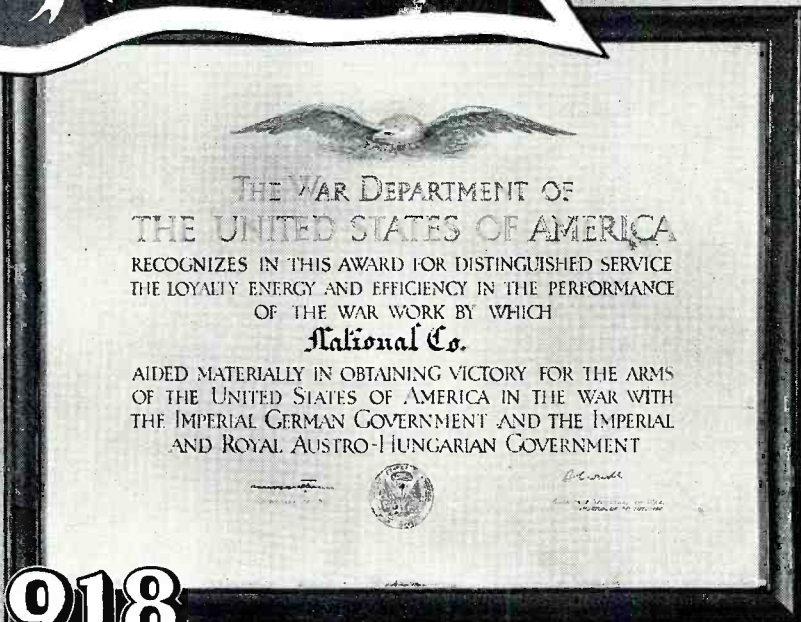 THE WAR DEPARTMENT OF
THE UNITED STATES OF AMERICA
RECOGNIZES IN THIS AWARD FOR DISTINGUISHED SERVICE
THE LOYALTY ENERGY AND EFFICIENCY IN THE PERFORMANCE
OF THE WAR WORK BY WHICH
National Co.
AIDED MATERIALLY IN OBTAINING VICTORY FOR THE ARMS
OF THE UNITED STATES OF AMERICA IN THE WAR WITH
THE IMPERIAL GERMAN GOVERNMENT AND THE IMPERIAL
AND ROYAL AUSTRO-HUNGARIAN GOVERNMENT
918